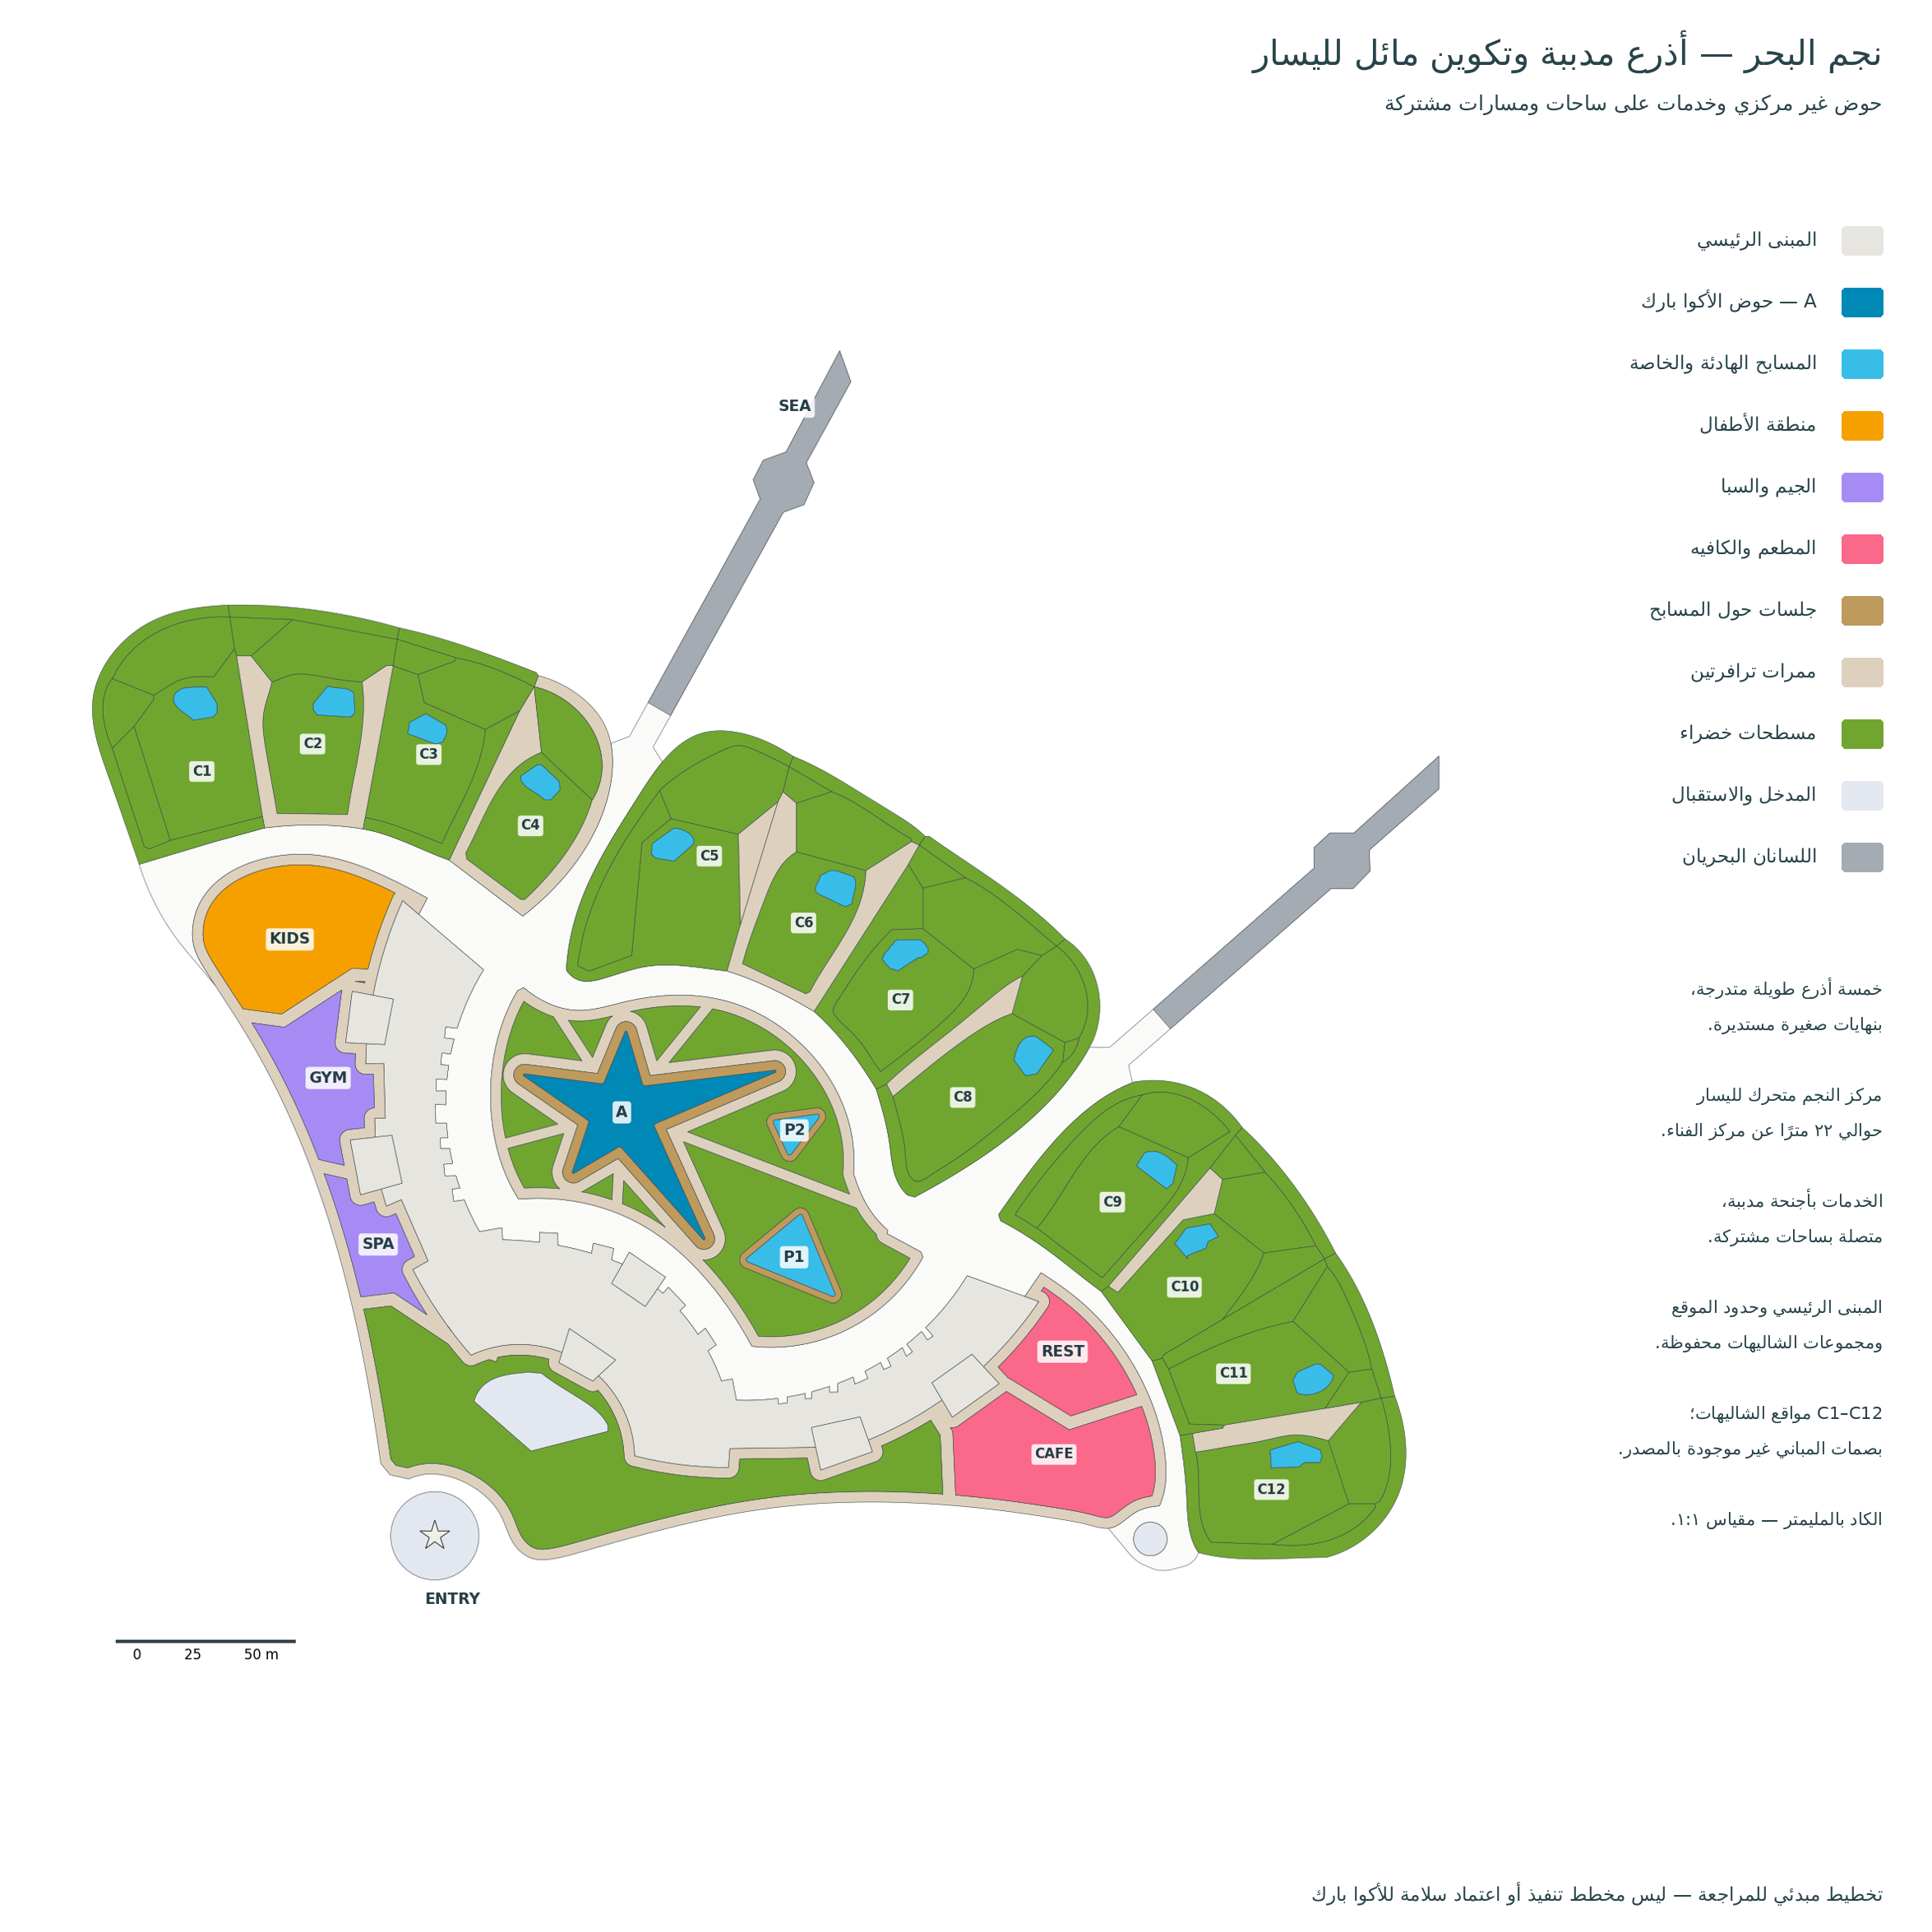 نجم البحر — أذرع مدببة وتكوين مائل لليسار
حوض غير مركزي وخدمات على ساحات ومسارات مشتركة
المبنى الرئيسي
A — حوض الأكوا بارك
المسابح الهادئة والخاصة
منطقة الأطفال
الجيم والسبا
المطعم والكافيه
جلسات حول المسابح
ممرات ترافرتين
مسطحات خضراء
المدخل والاستقبال
اللسانان البحريان
خمسة أذرع طويلة متدرجة،
بنهايات صغيرة مستديرة.
مركز النجم متحرك لليسار
حوالي ٢٢ مترًا عن مركز الفناء.
الخدمات بأجنحة مدببة،
متصلة بساحات مشتركة.
المبنى الرئيسي وحدود الموقع
ومجموعات الشاليهات محفوظة.
C1–C12 مواقع الشاليهات؛
بصمات المباني غير موجودة بالمصدر.
الكاد بالمليمتر — مقياس ١:١.
SEA
C1
C2
C3
C4
C5
C6
C7
C8
C9
C10
C11
C12
KIDS
GYM
SPA
A
P2
P1
REST
CAFE
ENTRY
0 25 50 m
تخطيط مبدئي للمراجعة — ليس مخطط تنفيذ أو اعتماد سلامة للأكوا بارك